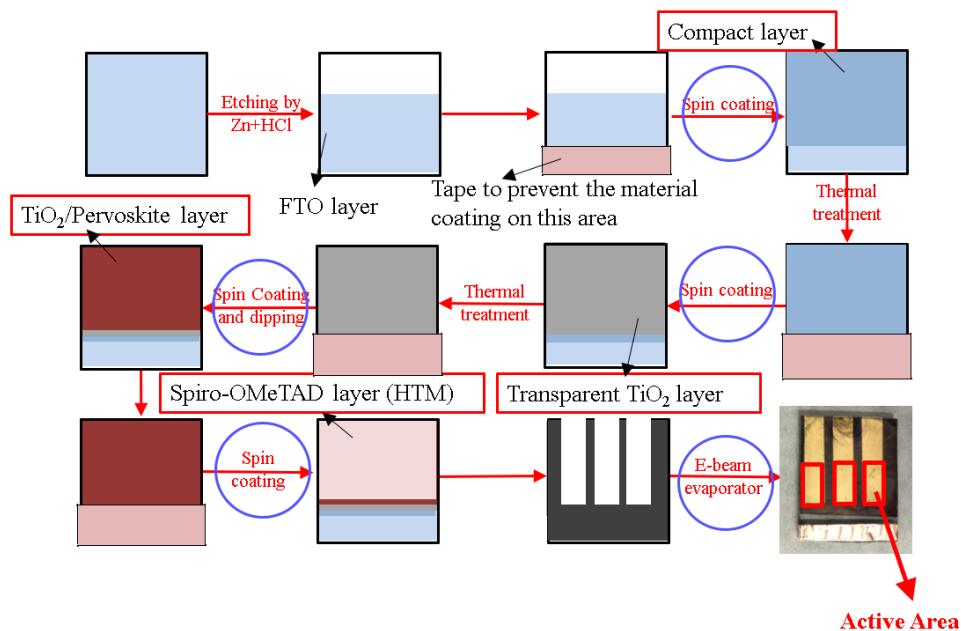 Compact layer
Etching by
Zn+HCl
Spin coating
FTO layer
Tape to prevent the material
coating on this area
Thermal
treatment
TiO2/Pervoskite layer
Spin Coating
and dipping
Thermal
treatment
Spin coating
Spiro-OMeTAD layer (HTM)
Transparent TiO2 layer
Spin
coating
E-beam
evaporator
Active Area